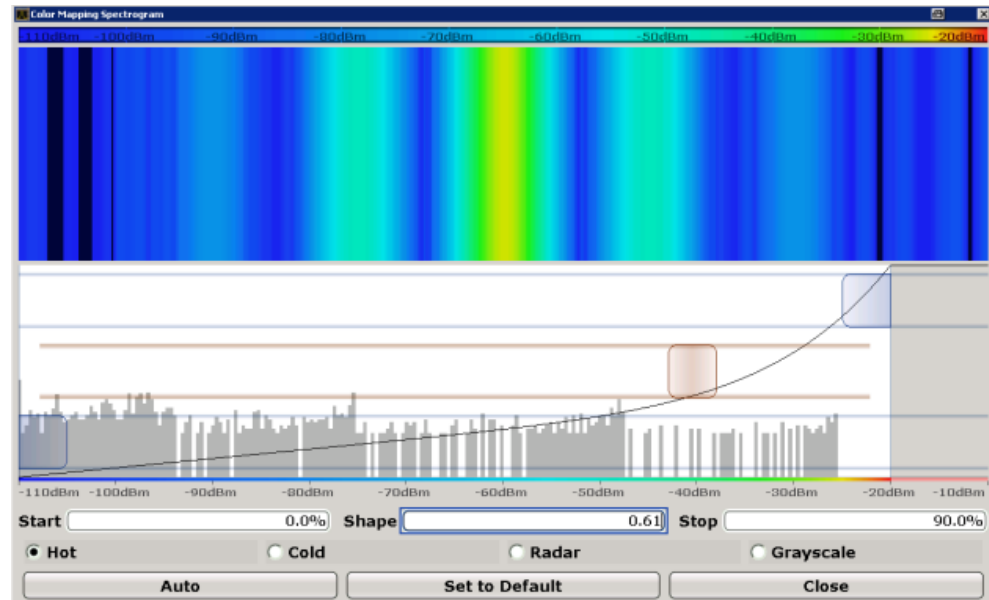 Color Mapping Spectrogram
-110dBm -100dBm -90dBm -80dBm -70dBm -60dBm -50dBm -40dBm -30dBm -20dBm
-110dBm -100dBm -90dBm -80dBm -70dBm -60dBm -50dBm -40dBm -30dBm -20dBm -10dBm
Start 0.0% Shape 0.61 Stop 90.0%
Hot Cold Radar Grayscale
Auto Set to Default Close